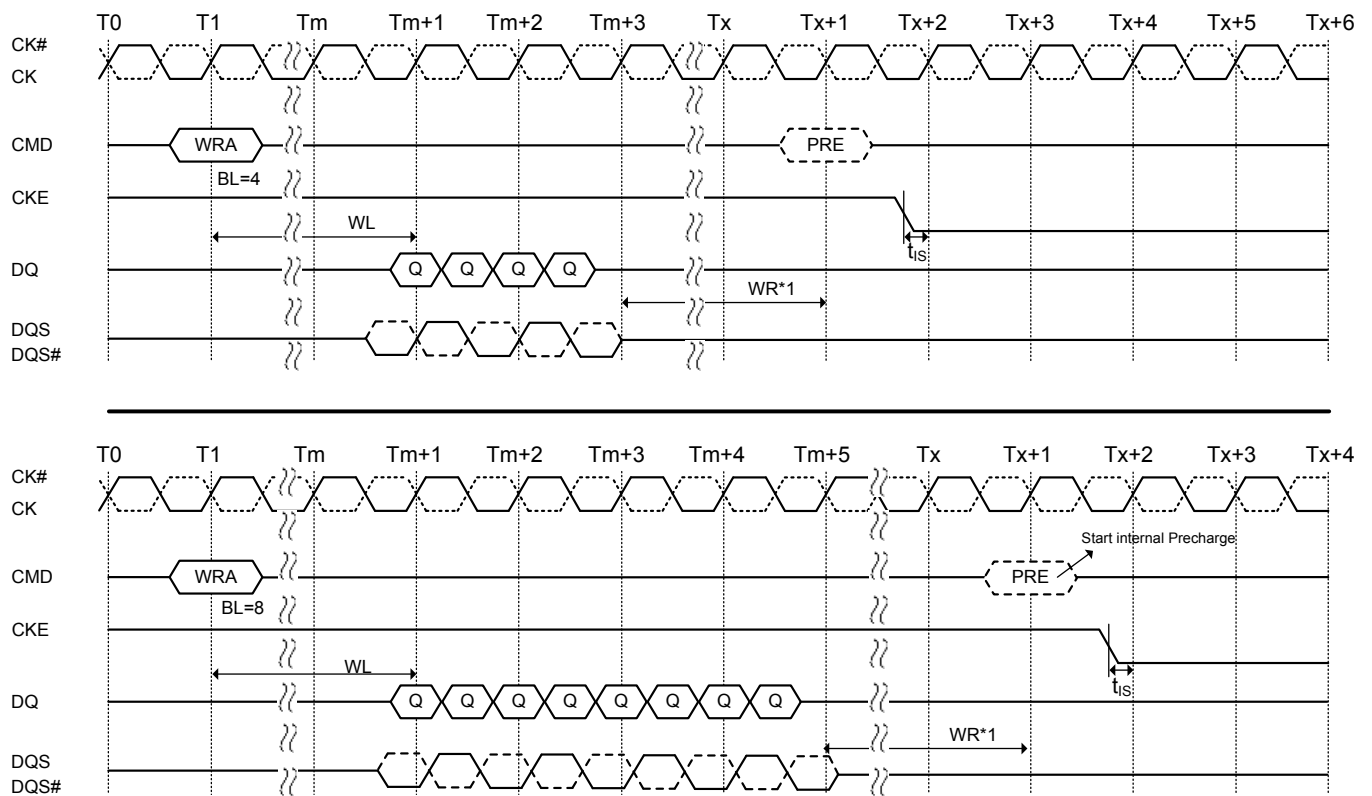 T0 T1 Tm Tm+1 Tm+2 Tm+3 Tx Tx+1 Tx+2 Tx+3 Tx+4 Tx+5 Tx+6
CK#
CK
CMD WRA PRE
BL=4
CKE
WL
tIS
DQ Q Q Q Q
WR*1
DQS
DQS#
T0 T1 Tm Tm+1 Tm+2 Tm+3 Tm+4 Tm+5 Tx Tx+1 Tx+2 Tx+3 Tx+4
CK#
CK
Start internal Precharge
CMD WRA PRE
BL=8
CKE
WL
tIS
DQ Q Q Q Q Q Q Q Q
WR*1
DQS
DQS#